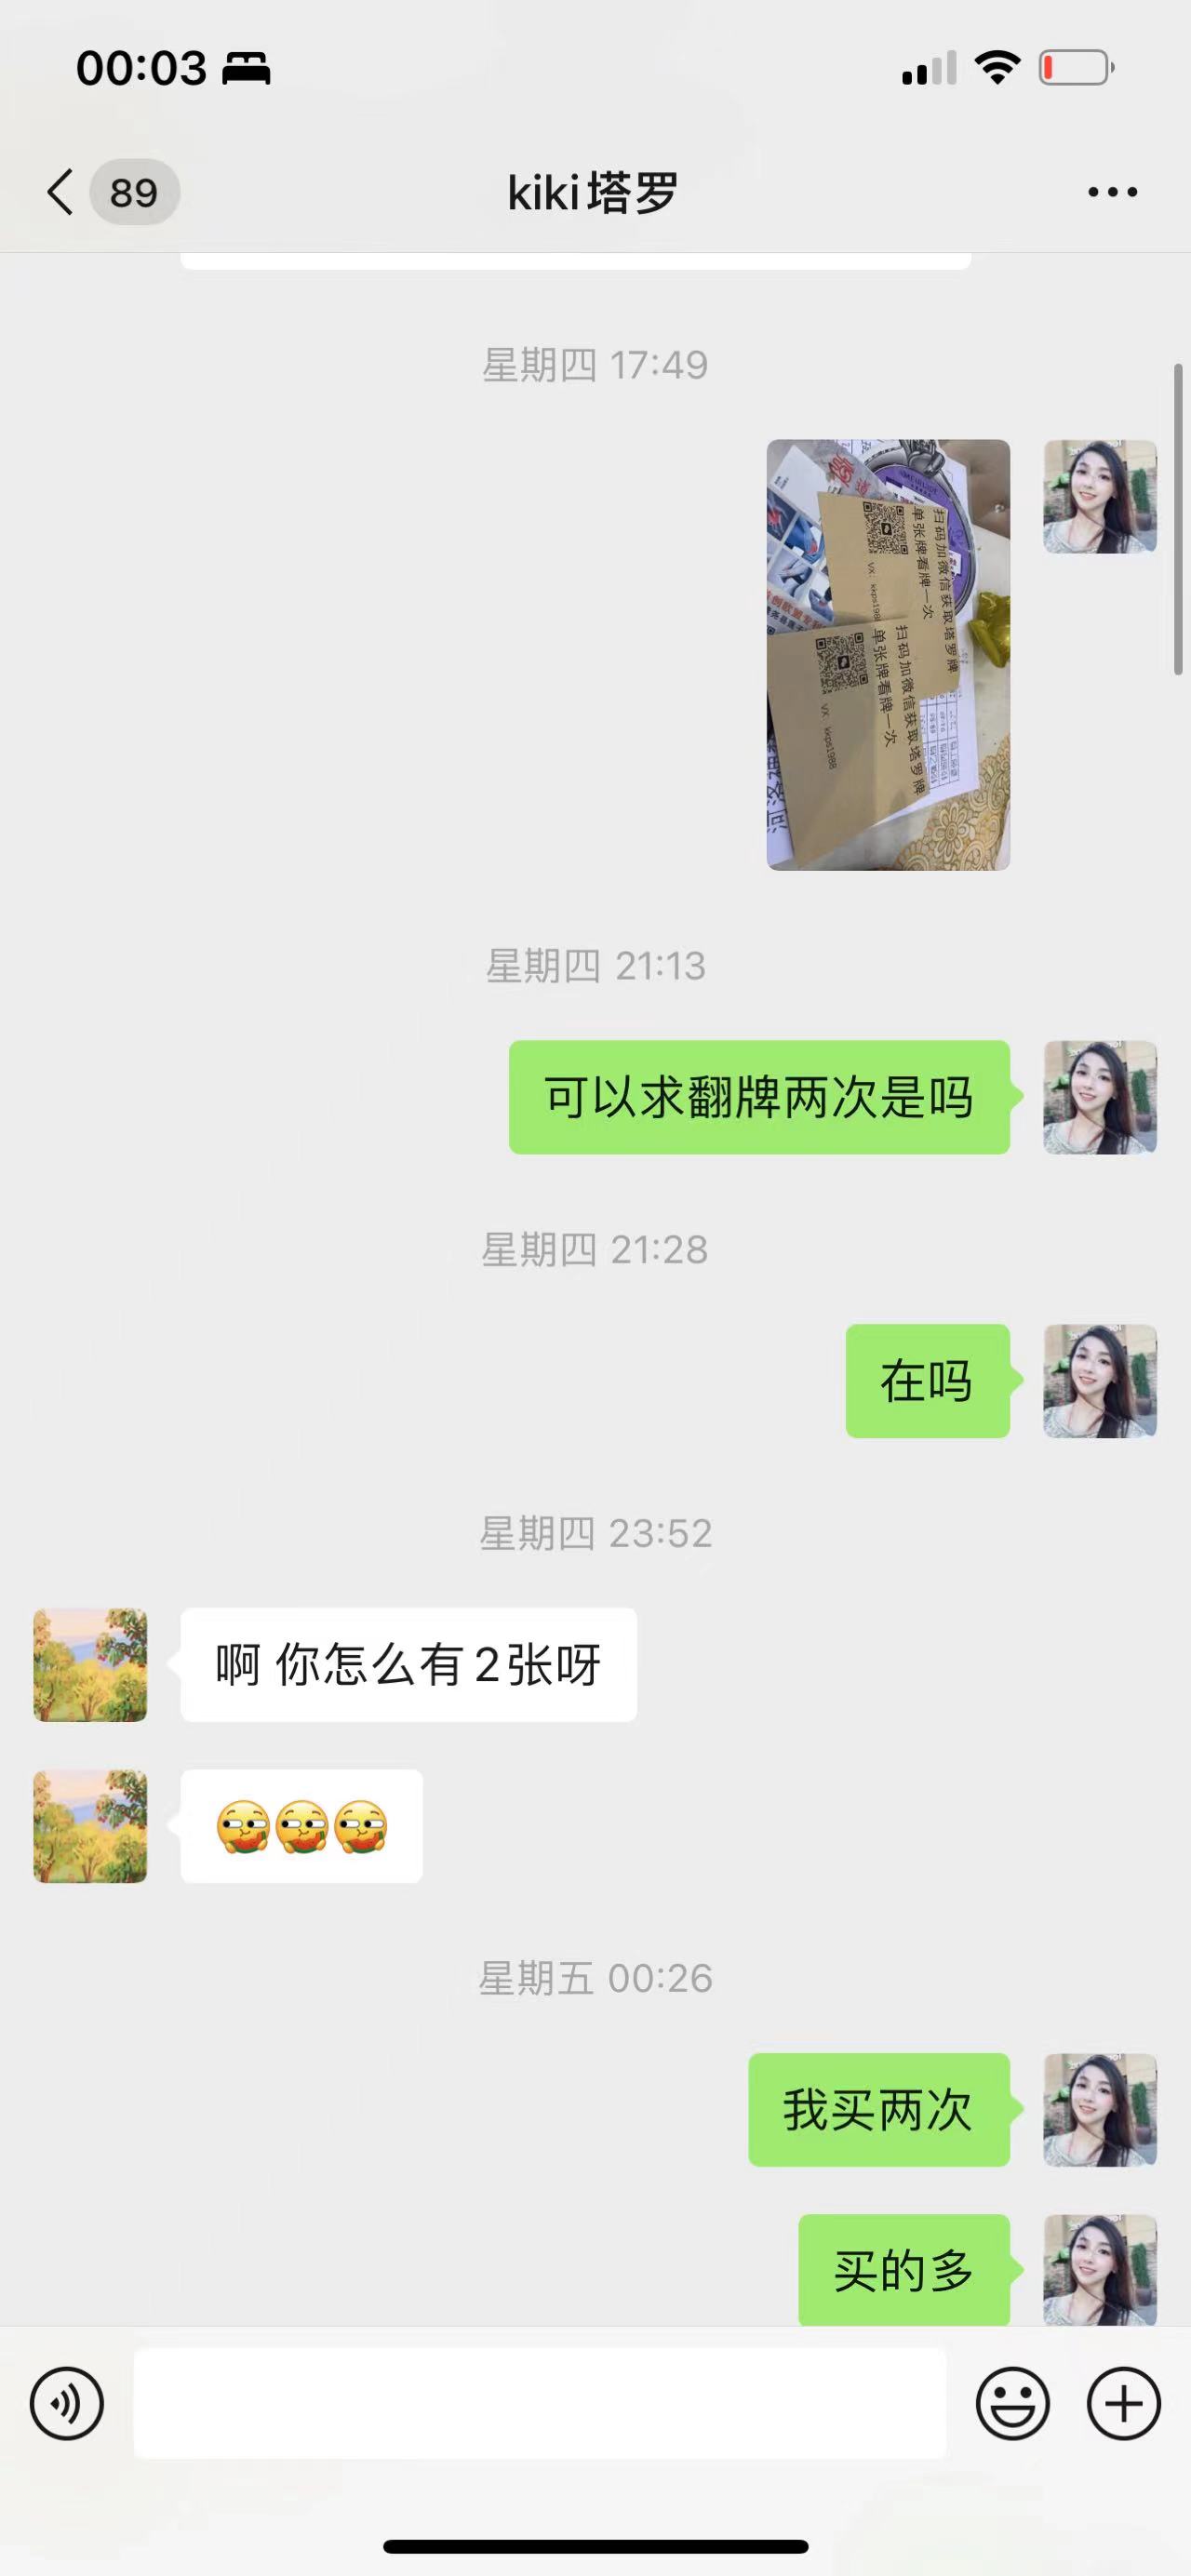 00:03
89
kiki塔罗
星期四 17:49
扫码加微信获取塔罗牌
单张牌看牌一次
VX: kkps198
扫码加微信获取塔罗牌
单张牌看牌一次
VX: kkps1988
星期四 21:13
可以求翻牌两次是吗
星期四 21:28
在吗
星期四 23:52
啊 你怎么有2张呀
星期五 00:26
我买两次
买的多